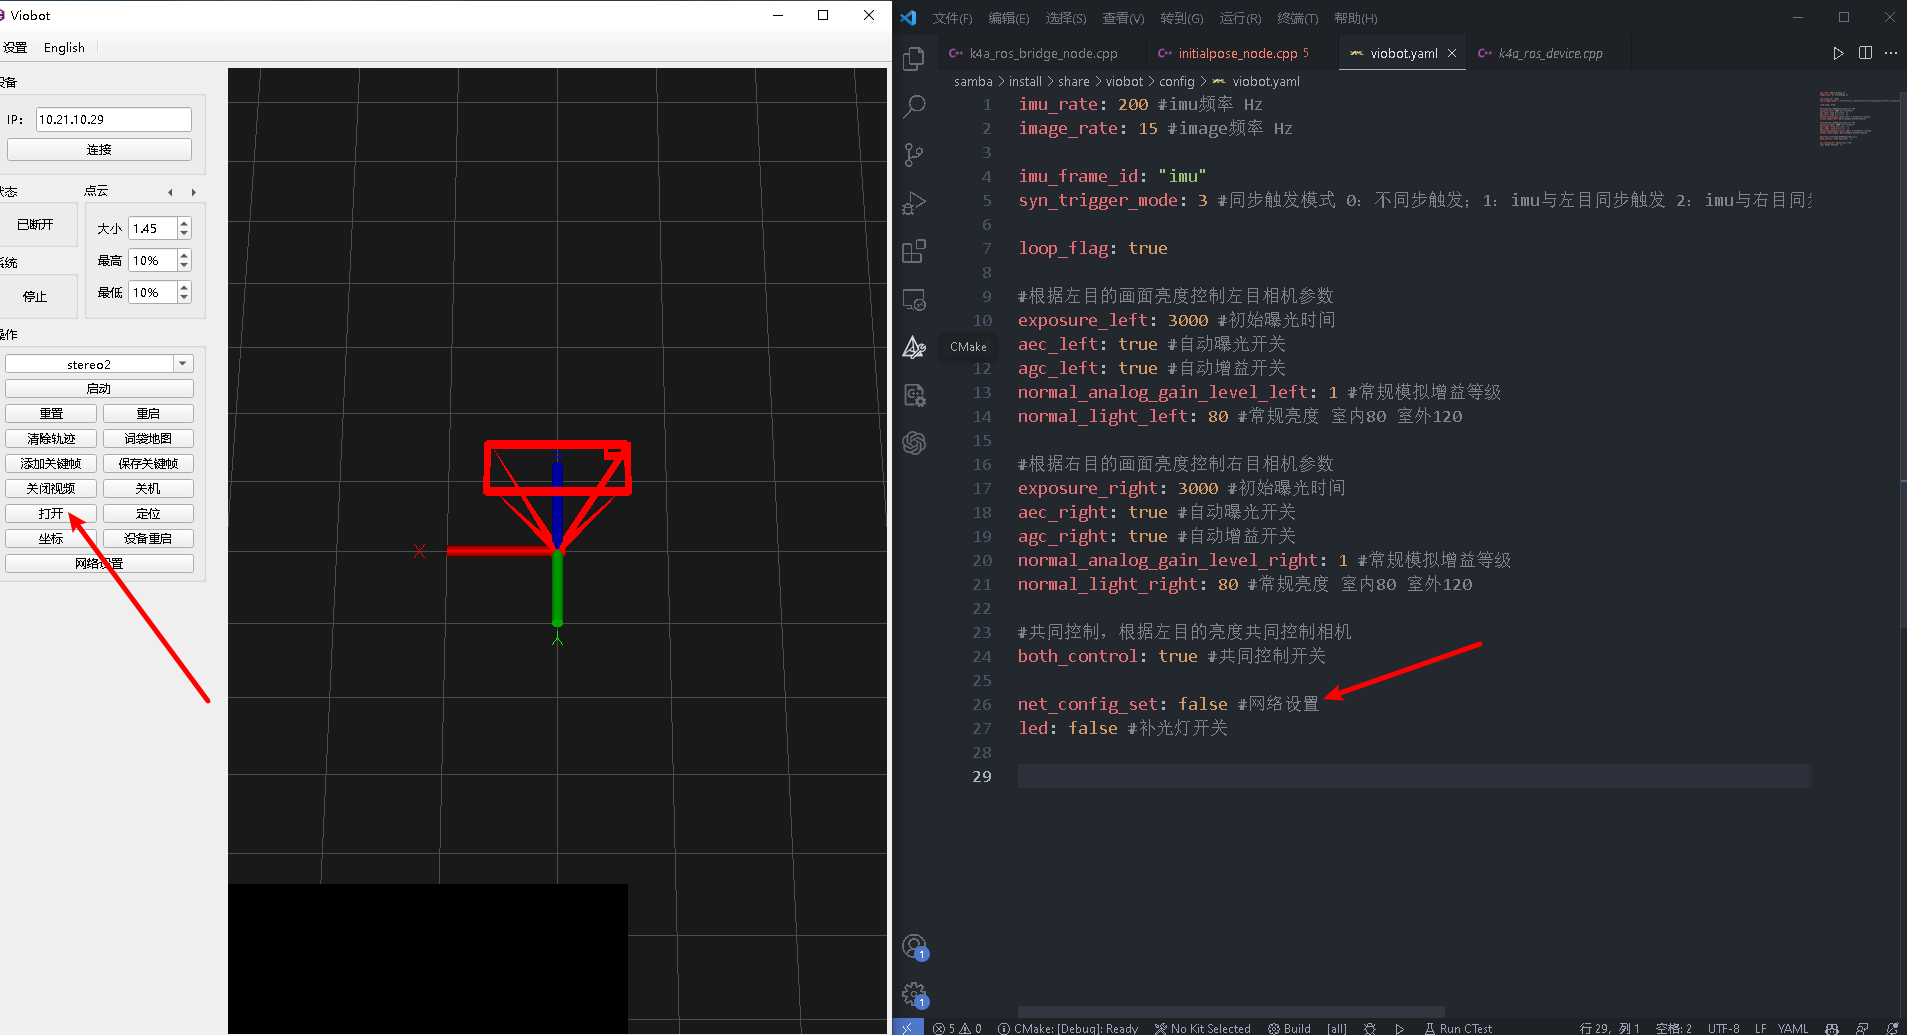 Viobot
设置 English
设备
IP: 10.21.10.29
连接
状态 点云
已断开
大小 1.45
系统
最高 10%
停止
最低 10%
操作
stereo2
启动
重置 重启
清除轨迹 词袋地图
添加关键帧 保存关键帧
关闭视频 关机
打开 定位
坐标 设备重启
网络设置
X
文件(F) 编辑(E) 选择(S) 查看(V) 转到(G) 运行(R) 终端(T) 帮助(H)
k4a_ros_bridge_node.cpp initialpose_node.cpp 5 viobot.yaml k4a_ros_device.cpp
samba > install > share > viobot > config > viobot.yaml
1 imu_rate: 200 #imu频率 Hz
2 image_rate: 15 #image频率 Hz
3
4 imu_frame_id: "imu"
5 syn_trigger_mode: 3 #同步触发模式 0: 不同步触发; 1: imu与左目同步触发 2: imu与右目同步
6
7 loop_flag: true
8
9 #根据左目的画面亮度控制左目相机参数
10 exposure_left: 3000 #初始曝光时间
aec_left: true #自动曝光开关
CMake
12 agc_left: true #自动增益开关
13 normal_analog_gain_level_left: 1 #常规模拟增益等级
14 normal_light_left: 80 #常规亮度 室内80 室外120
15
16 #根据右目的画面亮度控制右目相机参数
17 exposure_right: 3000 #初始曝光时间
18 aec_right: true #自动曝光开关
19 agc_right: true #自动增益开关
20 normal_analog_gain_level_right: 1 #常规模拟增益等级
21 normal_light_right: 80 #常规亮度 室内80 室外120
22
23 #共同控制, 根据左目的亮度共同控制相机
24 both_control: true #共同控制开关
25
26 net_config_set: false #网络设置
27 led: false #补光灯开关
28
29
1
1
5 0 CMake: [Debug]: Ready No Kit Selected Build [all] Run CTest 行 29, 列 1 空格: 2 UTF-8 LF YAML